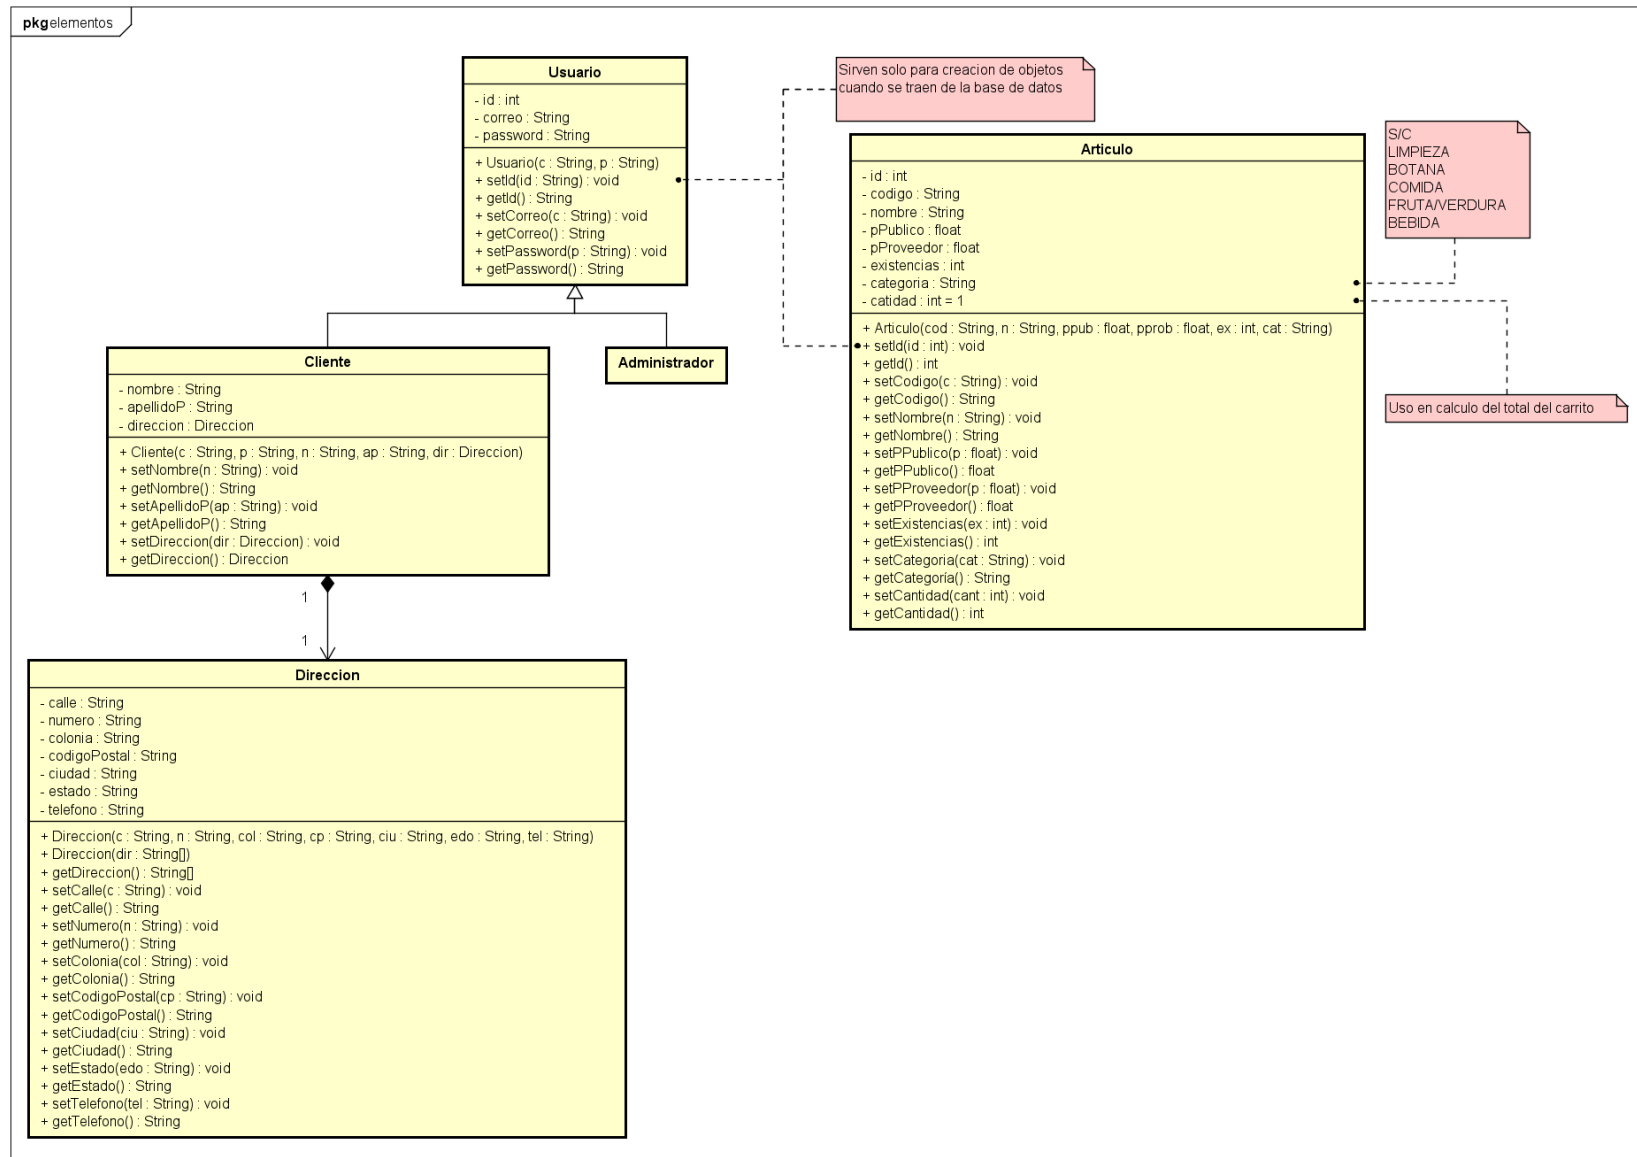 pkg elementos
Usuario
- id : int
- correo : String
- password : String
+ Usuario(c : String, p : String)
+ setId(id : String) : void
+ getId() : String
+ setCorreo(c : String) : void
+ getCorreo() : String
+ setPassword(p : String) : void
+ getPassword() : String
Sirven solo para creacion de objetos
cuando se traen de la base de datos
Articulo
- id : int
- codigo : String
- nombre : String
- pPublico : float
- pProveedor : float
- existencias : int
- categoria : String
- catidad : int = 1
+ Articulo(cod : String, n : String, ppub : float, pprob : float, ex : int, cat : String)
+ setId(id : int) : void
+ getId() : int
+ setCodigo(c : String) : void
+ getCodigo() : String
+ setNombre(n : String) : void
+ getNombre() : String
+ setPPublico(p : float) : void
+ getPPublico() : float
+ setPProveedor(p : float) : void
+ getPProveedor() : float
+ setExistencias(ex : int) : void
+ getExistencias() : int
+ setCategoria(cat : String) : void
+ getCategoría() : String
+ setCantidad(cant : int) : void
+ getCantidad() : int
S/C
LIMPIEZA
BOTANA
COMIDA
FRUTA/VERDURA
BEBIDA
Uso en calculo del total del carrito
Cliente
- nombre : String
- apellidoP : String
- direccion : Direccion
+ Cliente(c : String, p : String, n : String, ap : String, dir : Direccion)
+ setNombre(n : String) : void
+ getNombre() : String
+ setApellidoP(ap : String) : void
+ getApellidoP() : String
+ setDireccion(dir : Direccion) : void
+ getDireccion() : Direccion
Administrador
1
1
Direccion
- calle : String
- numero : String
- colonia : String
- codigoPostal : String
- ciudad : String
- estado : String
- telefono : String
+ Direccion(c : String, n : String, col : String, cp : String, ciu : String, edo : String, tel : String)
+ Direccion(dir : String[])
+ getDireccion() : String[]
+ setCalle(c : String) : void
+ getCalle() : String
+ setNumero(n : String) : void
+ getNumero() : String
+ setColonia(col : String) : void
+ getColonia() : String
+ setCodigoPostal(cp : String) : void
+ getCodigoPostal() : String
+ setCiudad(ciu : String) : void
+ getCiudad() : String
+ setEstado(edo : String) : void
+ getEstado() : String
+ setTelefono(tel : String) : void
+ getTelefono() : String